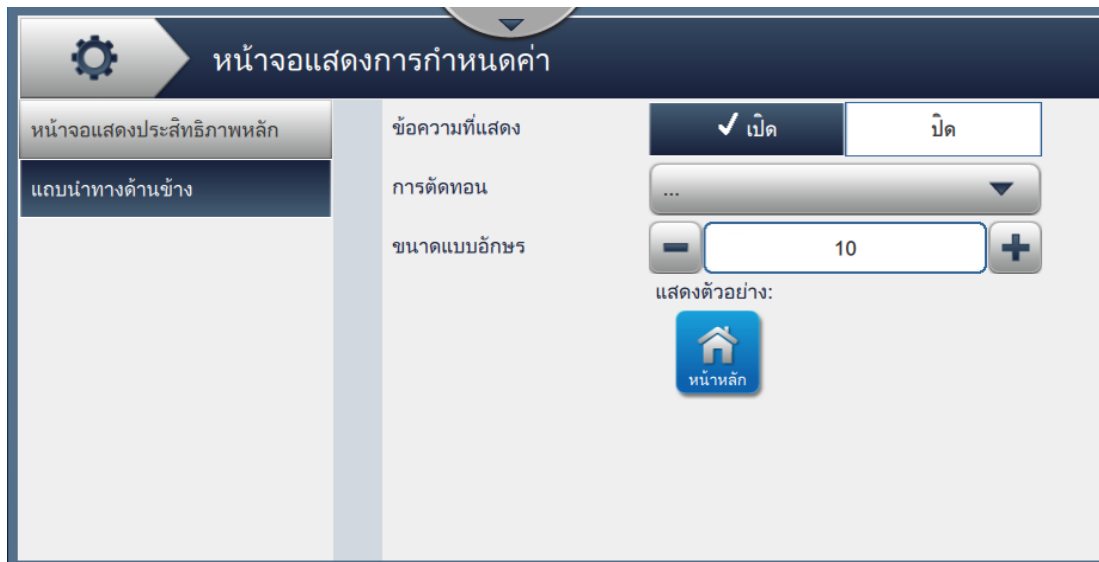 หน้าจอแสดงการกำหนดค่า
หน้าจอแสดงประสิทธิภาพหลัก
แถบนำทางด้านข้าง
ข้อความที่แสดง
เปิด
ปิด
การตัดทอน
...
ขนาดแบบอักษร
10
แสดงตัวอย่าง:
หน้าหลัก